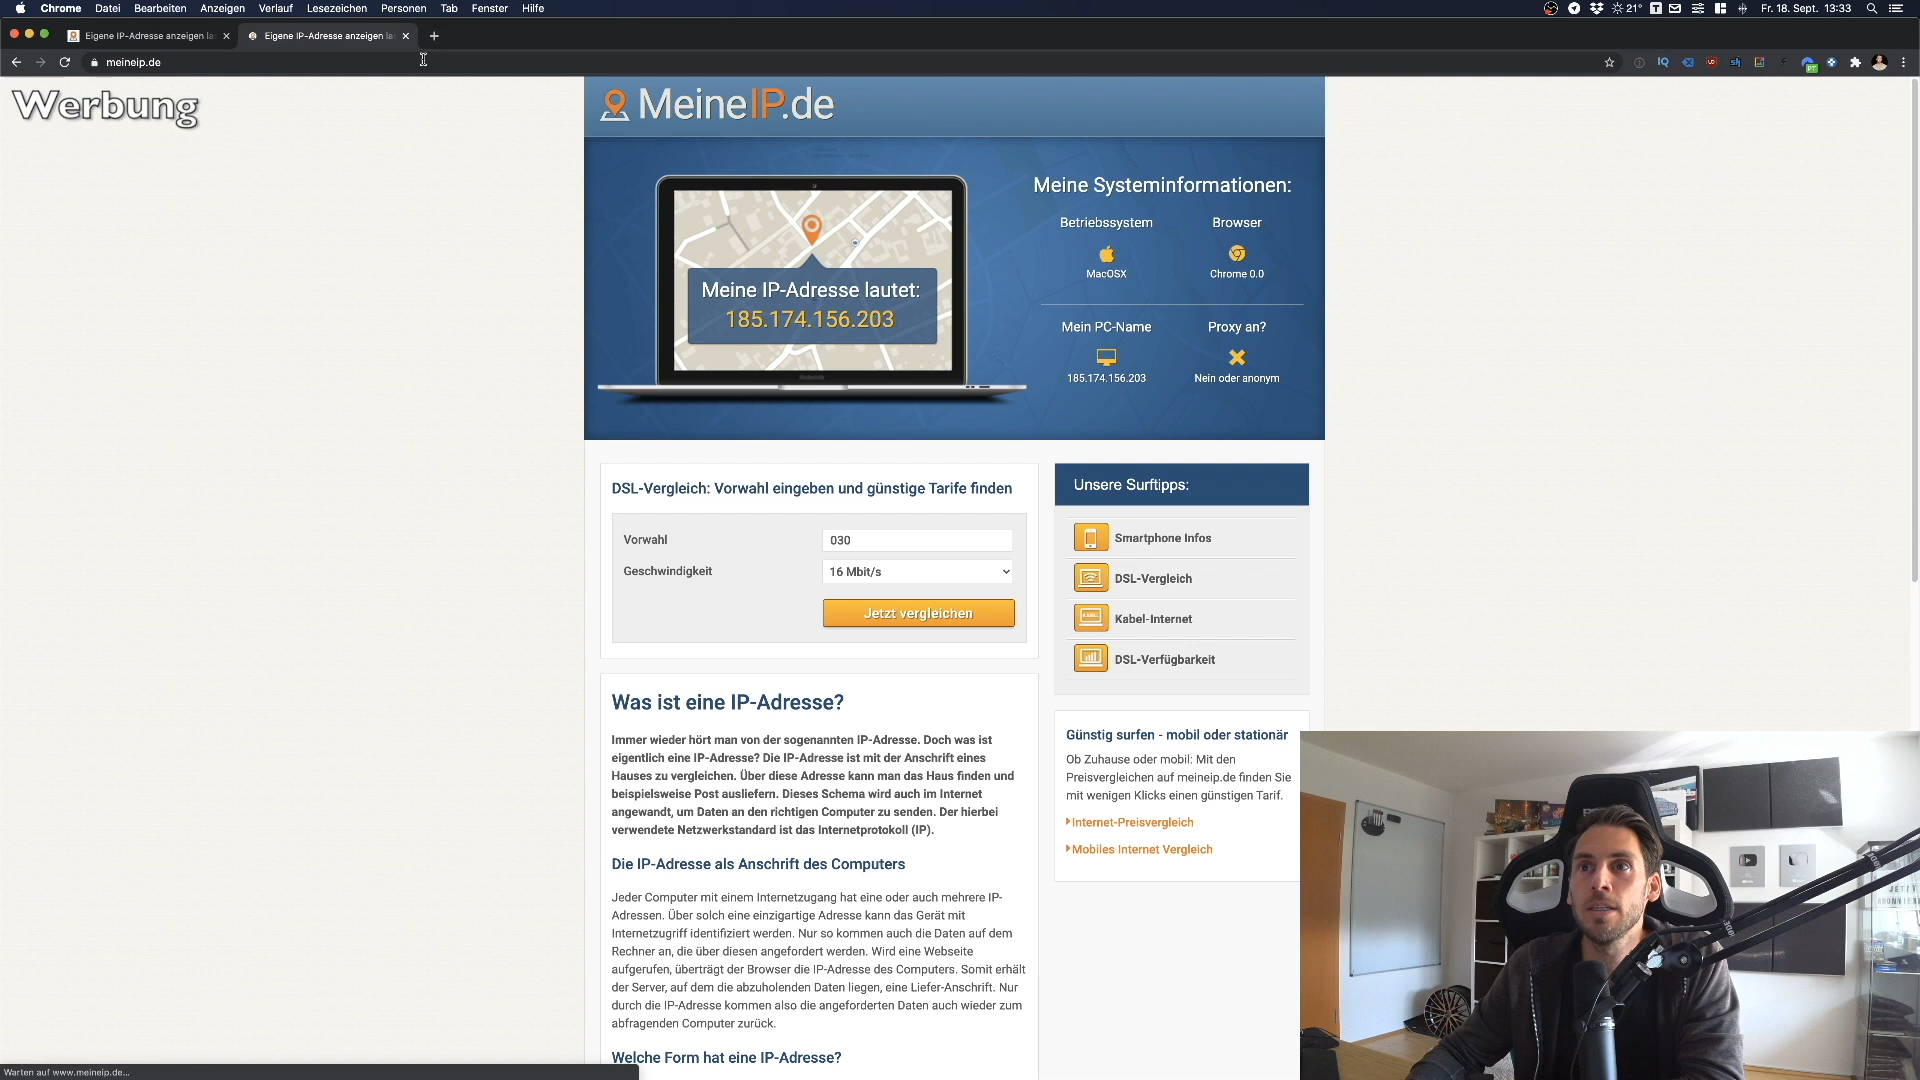 Chrome Datei Bearbeiten Anzeigen Verlauf Lesezeichen Personen Tab Fenster Hilfe
21° Fr. 18. Sept. 13:33
Eigene IP-Adresse anzeigen la
Eigene IP-Adresse anzeigen la
meineip.de
Werbung
MeineIP.de
Meine IP-Adresse lautet:
185.174.156.203
Meine Systeminformationen:
Betriebssystem Browser
MacOSX Chrome 0.0
Mein PC-Name Proxy an?
185.174.156.203 Nein oder anonym
DSL-Vergleich: Vorwahl eingeben und günstige Tarife finden
Vorwahl 030
Geschwindigkeit 16 Mbit/s
Jetzt vergleichen
Unsere Surftipps:
Smartphone Infos
DSL-Vergleich
Kabel-Internet
DSL-Verfügbarkeit
Was ist eine IP-Adresse?
Immer wieder hört man von der sogenannten IP-Adresse. Doch was ist
eigentlich eine IP-Adresse? Die IP-Adresse ist mit der Anschrift eines
Hauses zu vergleichen. Über diese Adresse kann man das Haus finden und
beispielsweise Post ausliefern. Dieses Schema wird auch im Internet
angewandt, um Daten an den richtigen Computer zu senden. Der hierbei
verwendete Netzwerkstandard ist das Internetprotokoll (IP).
Die IP-Adresse als Anschrift des Computers
Jeder Computer mit einem Internetzugang hat eine oder auch mehrere IP-
Adressen. Über solch eine einzigartige Adresse kann das Gerät mit
Internetzugriff identifiziert werden. Nur so kommen auch die Daten auf dem
Rechner an, die über diesen angefordert werden. Wird eine Webseite
aufgerufen, überträgt der Browser die IP-Adresse des Computers. Somit erhält
der Server, auf dem die abzuholenden Daten liegen, eine Liefer-Anschrift. Nur
durch die IP-Adresse kommen also die angeforderten Daten auch wieder zum
abfragenden Computer zurück.
Welche Form hat eine IP-Adresse?
Günstig surfen - mobil oder stationär
Ob Zuhause oder mobil: Mit den
Preisvergleichen auf meineip.de finden Sie
mit wenigen Klicks einen günstigen Tarif.
Internet-Preisvergleich
Mobiles Internet Vergleich
Warten auf www.meineip.de...